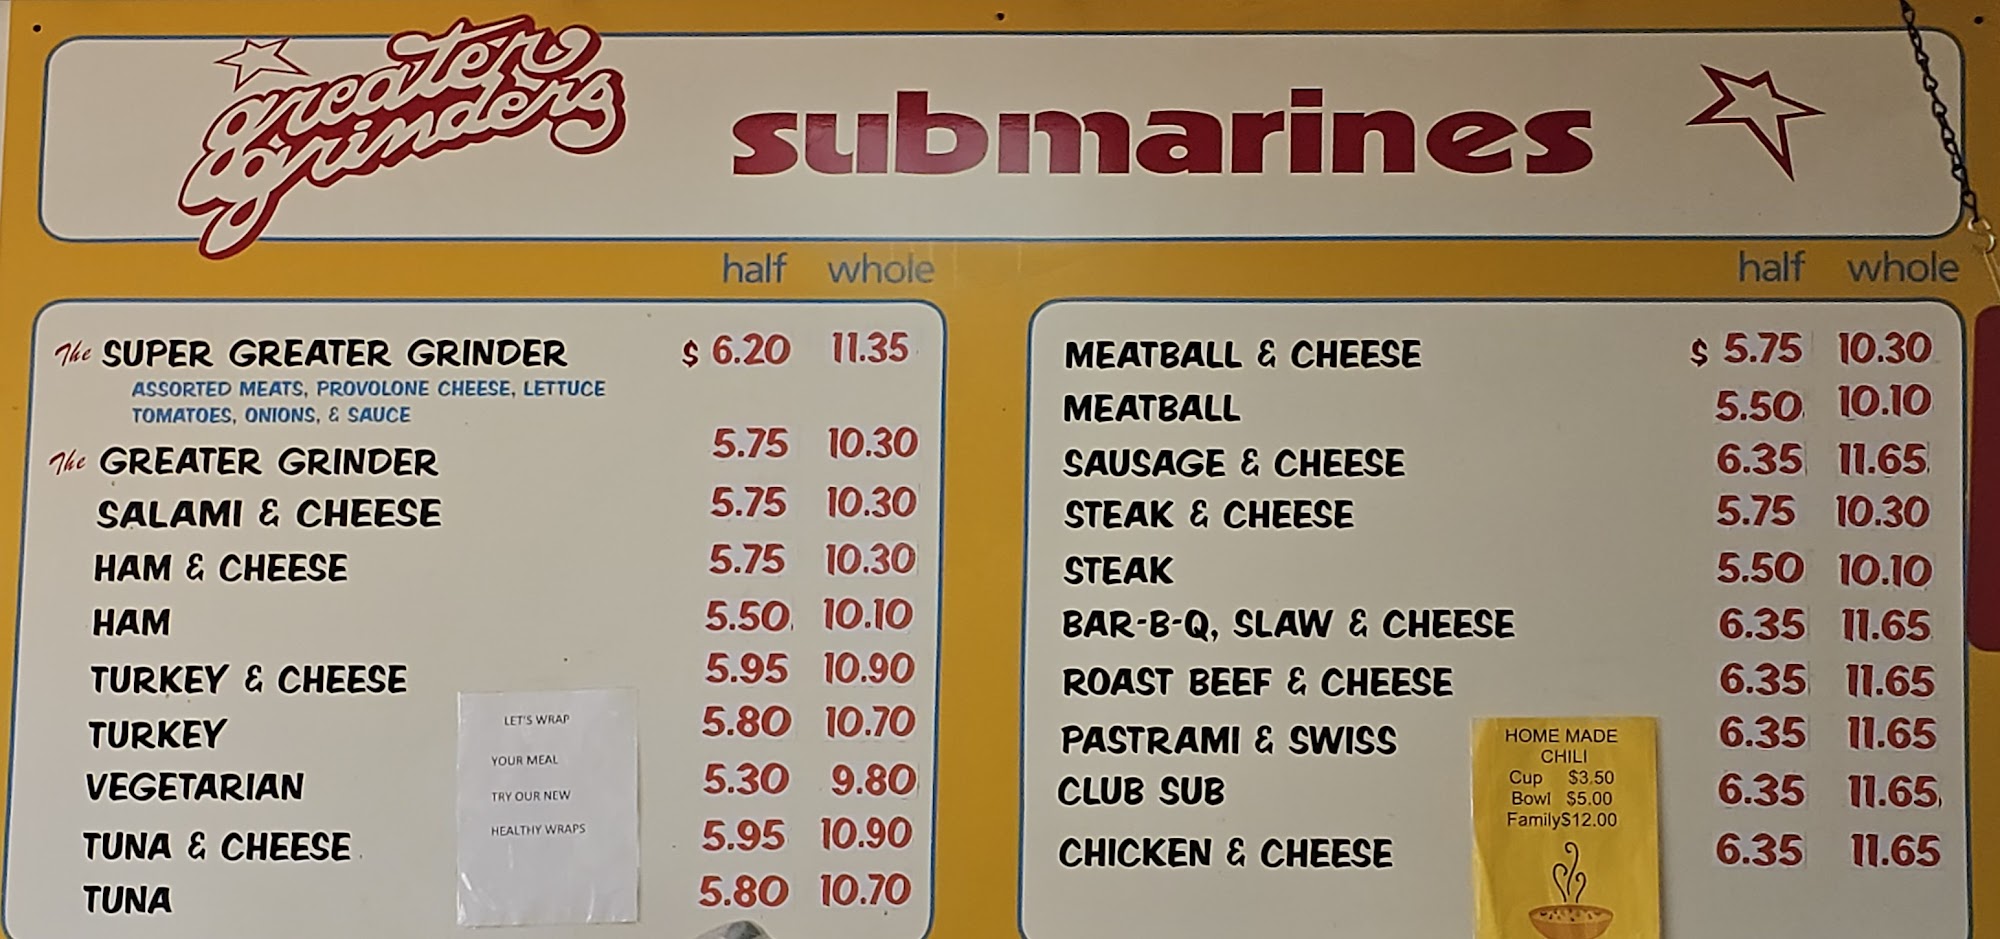 greater
grinders
submarines
half whole
The SUPER GREATER GRINDER $ 6.20 11.35
ASSORTED MEATS, PROVOLONE CHEESE, LETTUCE
TOMATOES, ONIONS, & SAUCE
The GREATER GRINDER 5.75 10.30
SALAMI & CHEESE 5.75 10.30
HAM & CHEESE 5.75 10.30
HAM 5.50 10.10
TURKEY & CHEESE 5.95 10.90
TURKEY 5.80 10.70
VEGETARIAN 5.30 9.80
TUNA & CHEESE 5.95 10.90
TUNA 5.80 10.70
LET'S WRAP
YOUR MEAL
TRY OUR NEW
HEALTHY WRAPS
half whole
MEATBALL & CHEESE $ 5.75 10.30
MEATBALL 5.50 10.10
SAUSAGE & CHEESE 6.35 11.65
STEAK & CHEESE 5.75 10.30
STEAK 5.50 10.10
BAR-B-Q, SLAW & CHEESE 6.35 11.65
ROAST BEEF & CHEESE 6.35 11.65
PASTRAMI & SWISS 6.35 11.65
CLUB SUB 6.35 11.65
CHICKEN & CHEESE 6.35 11.65
HOME MADE
CHILI
Cup $3.50
Bowl $5.00
Family$12.00